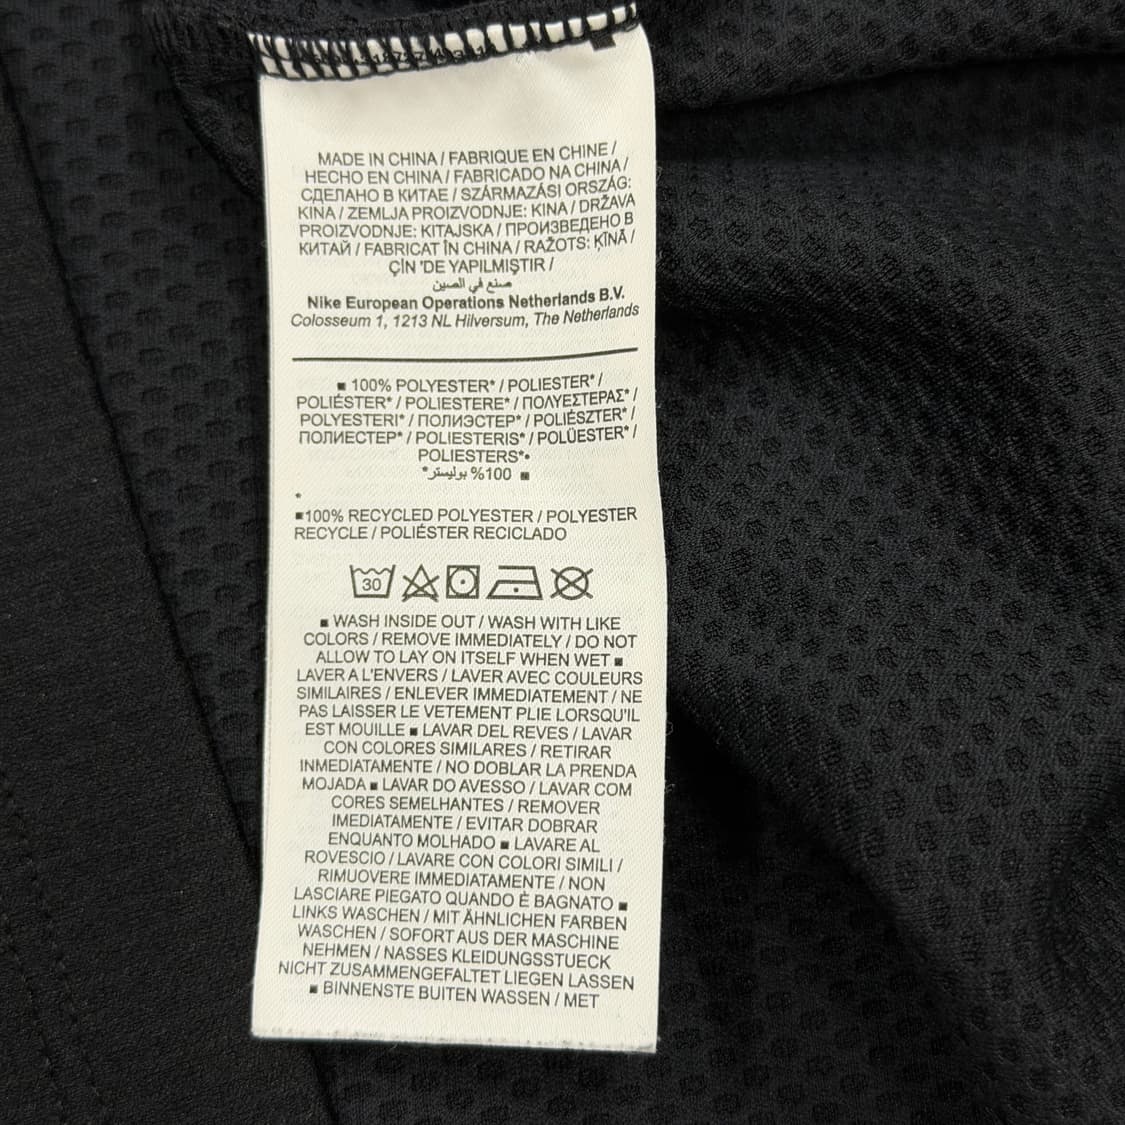 MADE IN CHINA / FABRIQUE EN CHINE /
HECHO EN CHINA / FABRICADO NA CHINA /
СДЕЛАНО В КИТАЕ / SZÁRMAZÁSI ORSZÁG:
KINA / ZEMLJA PROIZVODNJE: KINA / DRŽAVA
PROIZVODNJE: KITAJSKA / ПРОИЗВЕДЕНО В
КИТАЙ / FABRICAT ÎN CHINA / RAŽOTS: ĶĪNĀ /
ÇİN 'DE YAPILMIŞTIR /
صنع في الصين
Nike European Operations Netherlands B.V.
Colosseum 1, 1213 NL Hilversum, The Netherlands
■ 100% POLYESTER* / POLIESTER* /
POLIÉSTER* / POLIESTERE* / ΠΟΛΥΕΣΤΕΡΑΣ* /
POLYESTERI* / ПОЛИЭСТЕР* / POLIÉSZTER* /
ПОЛИЕСТЕР* / POLIESTERIS* / POLÜESTER* /
POLIESTERS*•
■ 100% بوليستر*
*
■100% RECYCLED POLYESTER / POLYESTER
RECYCLE / POLIÉSTER RECICLADO
30
■ WASH INSIDE OUT / WASH WITH LIKE
COLORS / REMOVE IMMEDIATELY / DO NOT
ALLOW TO LAY ON ITSELF WHEN WET ■
LAVER A L'ENVERS / LAVER AVEC COULEURS
SIMILAIRES / ENLEVER IMMEDIATEMENT / NE
PAS LAISSER LE VETEMENT PLIE LORSQU'IL
EST MOUILLE ■ LAVAR DEL REVES / LAVAR
CON COLORES SIMILARES / RETIRAR
INMEDIATAMENTE / NO DOBLAR LA PRENDA
MOJADA ■ LAVAR DO AVESSO / LAVAR COM
CORES SEMELHANTES / REMOVER
IMEDIATAMENTE / EVITAR DOBRAR
ENQUANTO MOLHADO ■ LAVARE AL
ROVESCIO / LAVARE CON COLORI SIMILI /
RIMUOVERE IMMEDIATAMENTE / NON
LASCIARE PIEGATO QUANDO È BAGNATO ■
LINKS WASCHEN / MIT ÄHNLICHEN FARBEN
WASCHEN / SOFORT AUS DER MASCHINE
NEHMEN / NASSES KLEIDUNGSSTUECK
NICHT ZUSAMMENGEFALTET LIEGEN LASSEN
■ BINNENSTE BUITEN WASSEN / MET